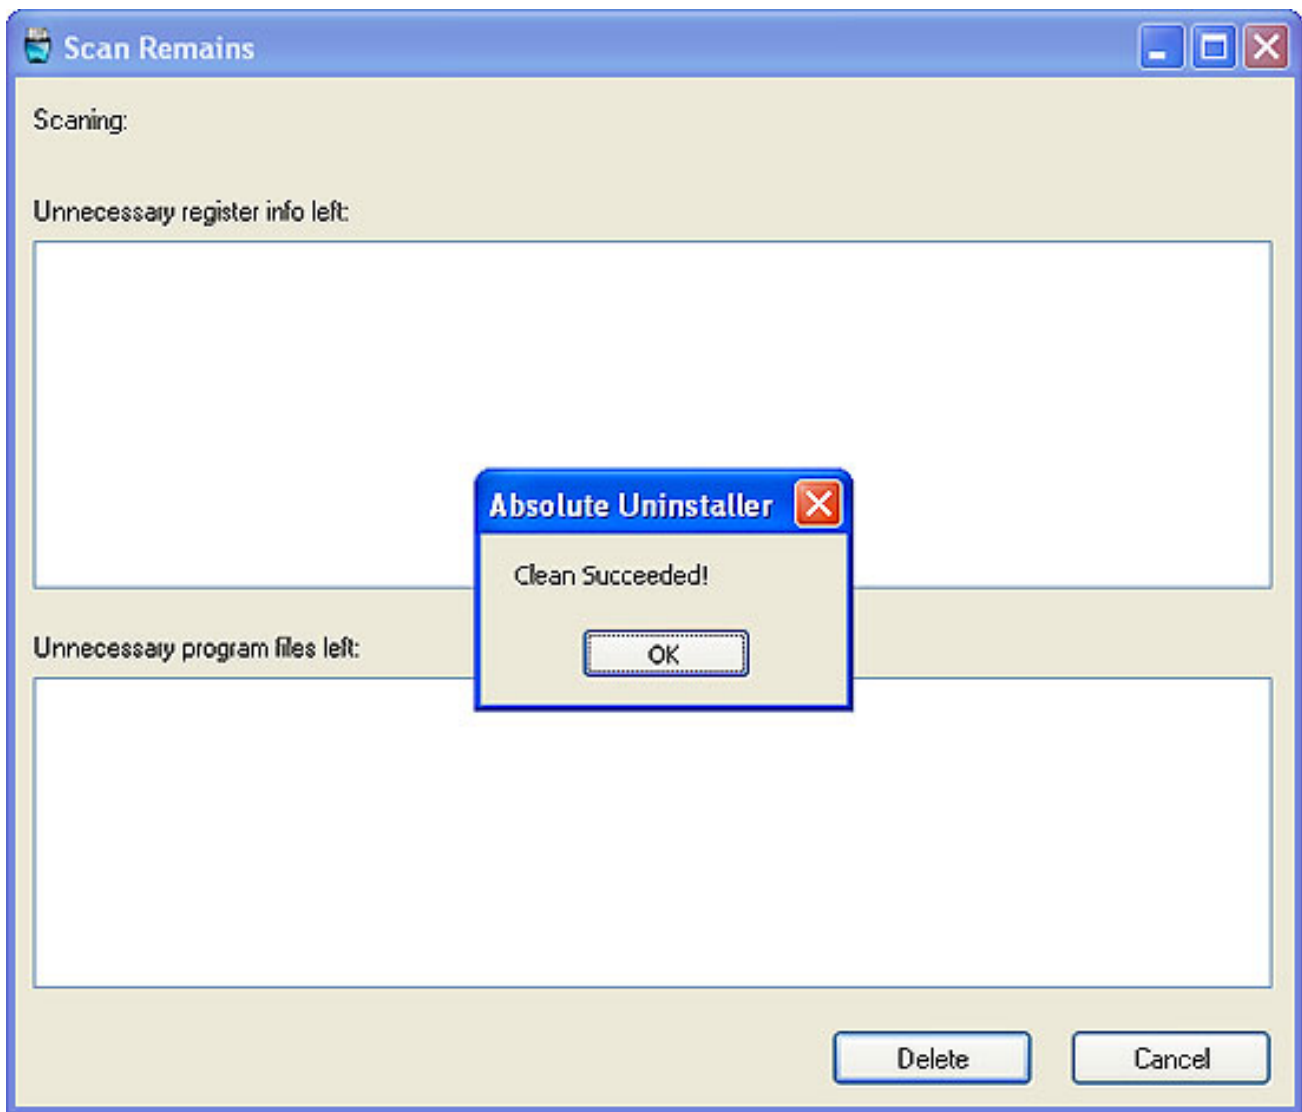 Scan Remains
Scaning:
Unnecessary register info left:
Absolute Uninstaller
Clean Succeeded!
OK
Unnecessary program files left:
Delete
Cancel